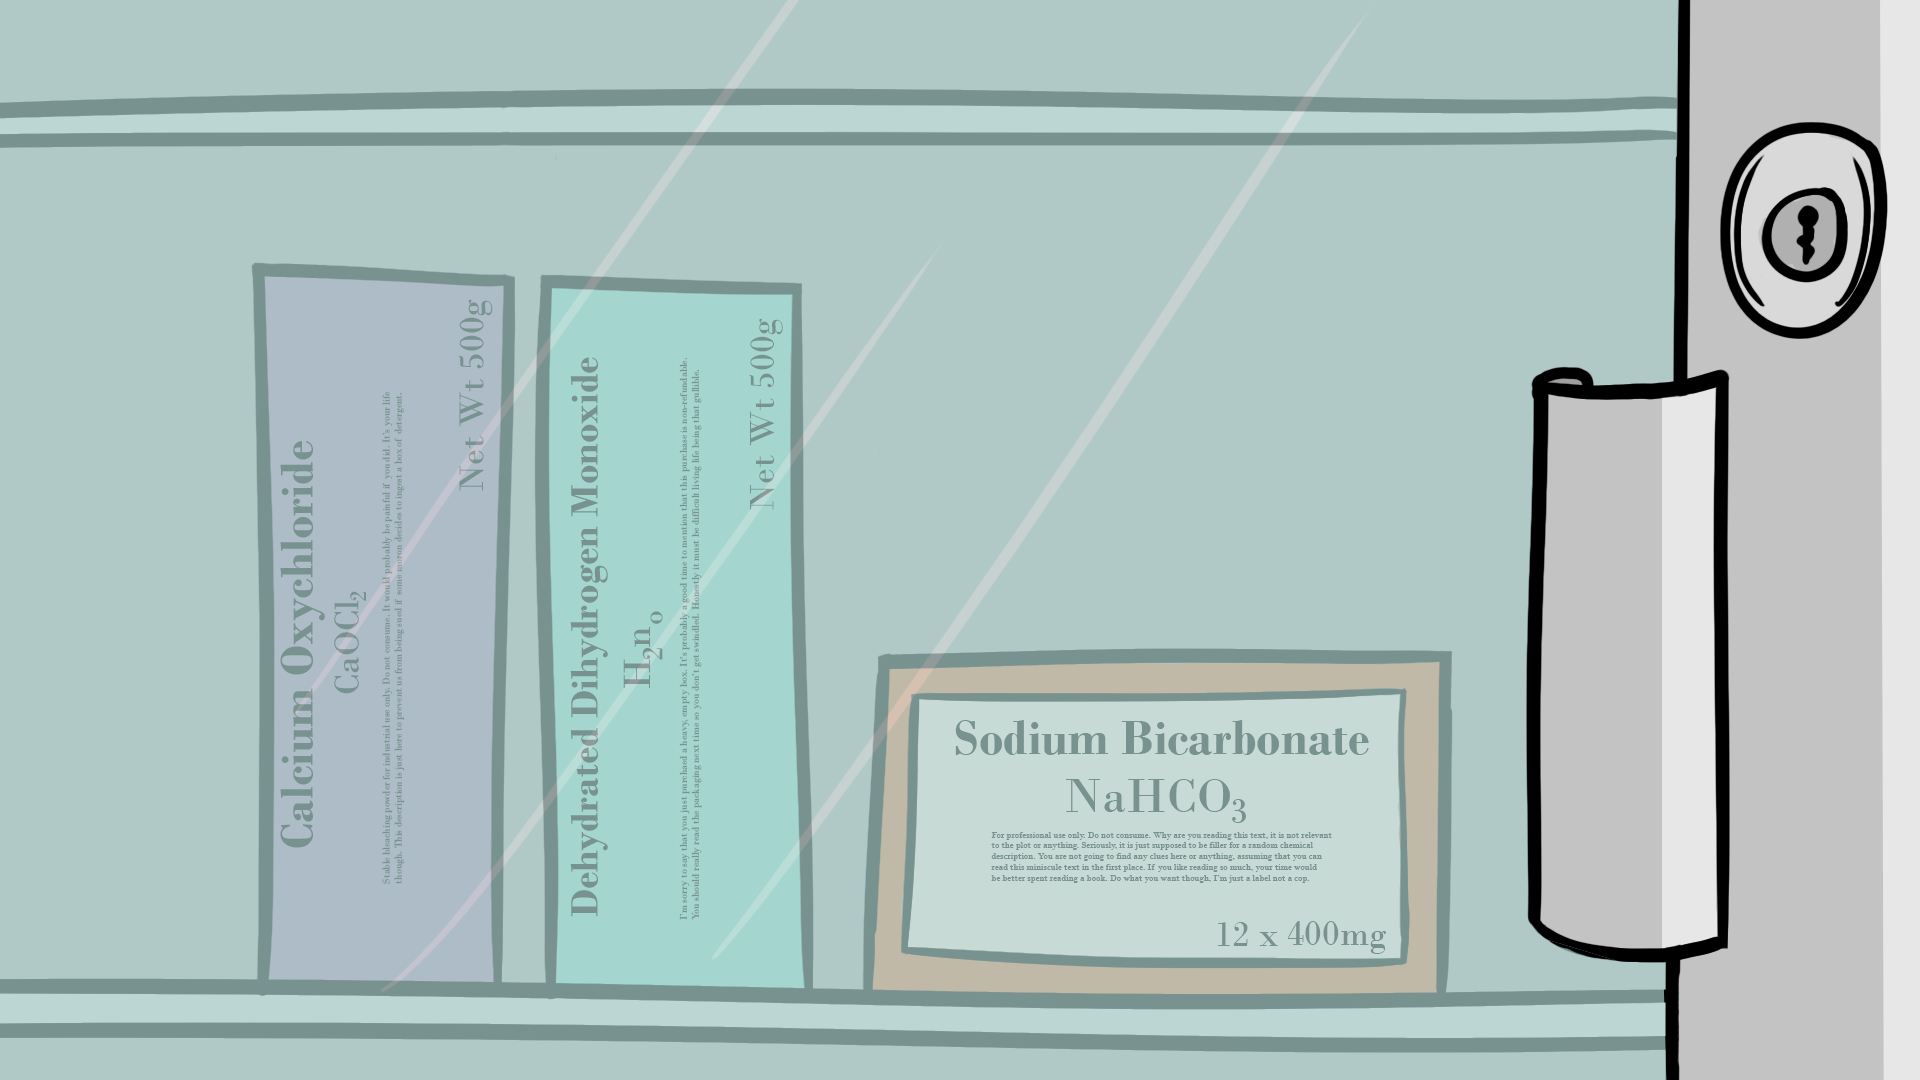 Calcium Oxychloride
CaOCl₂
Stable bleaching powder for industrial use only. Do not consume. It would probably be painful if you did. It's your life
though. This description is just here to prevent us from being sued if some moron decides to ingest a box of detergent.
Net Wt 500g
Dehydrated Dihydrogen Monoxide
H₂n₀
I'm sorry to say that you just purchased a heavy, empty box. It's probably a good time to mention that this purchase is non-refundable.
You should really read the packaging next time so you don't get swindled. Honestly it must be difficult living life being that gullible.
Net Wt 500g
Sodium Bicarbonate
NaHCO₃
For professional use only. Do not consume. Why are you reading this text, it is not relevant
to the plot or anything. Seriously, it is just supposed to be filler for a random chemical
description. You are not going to find any clues here or anything, assuming that you can
read this miniscule text in the first place. If you like reading so much, your time would
be better spent reading a book. Do what you want though, I'm just a label not a cop.
12 x 400mg